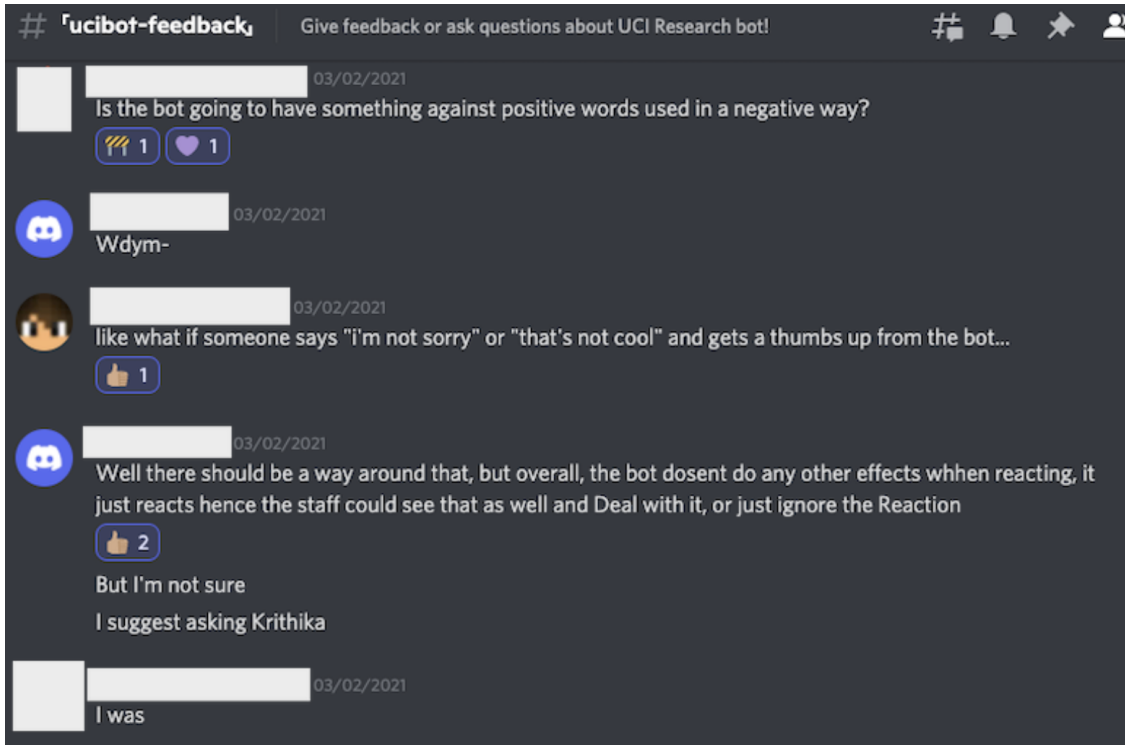 「ucibot-feedback」
Give feedback or ask questions about UCI Research bot!
03/02/2021
Is the bot going to have something against positive words used in a negative way?
1 1
03/02/2021
Wdym-
03/02/2021
like what if someone says "i'm not sorry" or "that's not cool" and gets a thumbs up from the bot...
1
03/02/2021
Well there should be a way around that, but overall, the bot dosent do any other effects whhen reacting, it
just reacts hence the staff could see that as well and Deal with it, or just ignore the Reaction
2
But I'm not sure
I suggest asking Krithika
03/02/2021
I was